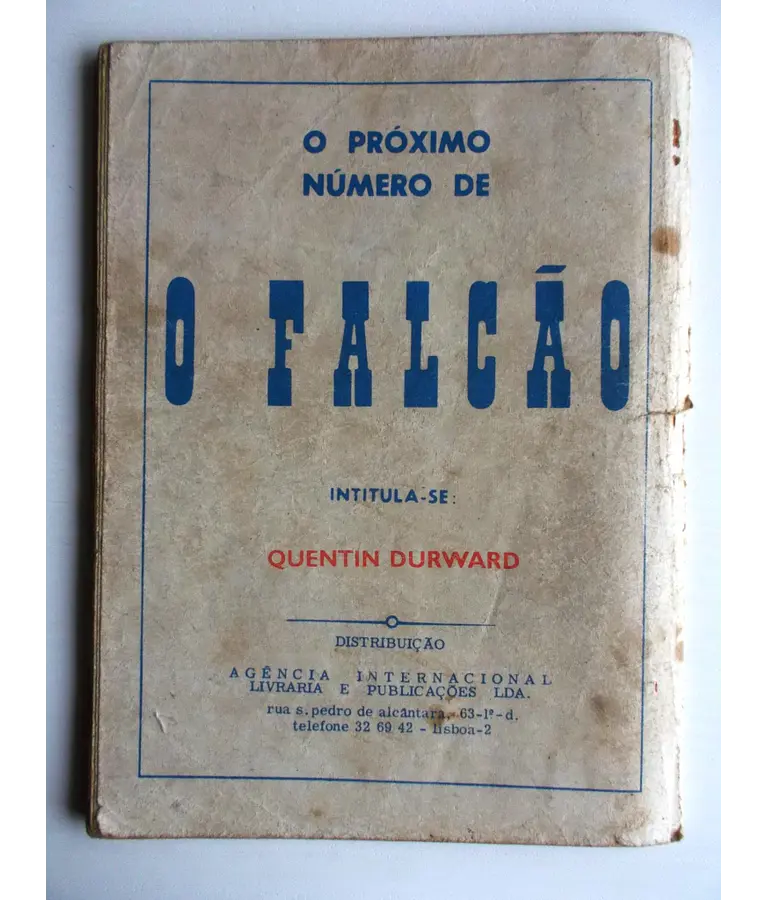 O PRÓXIMO
NÚMERO DE
O FALCÃO
INTITULA-SE:
QUENTIN DURWARD
DISTRIBUIÇÃO
AGÊNCIA INTERNACIONAL
LIVRARIA E PUBLICAÇÕES LDA.
rua s. pedro de alcântara, 63-1º-d.
telefone 32 69 42 - lisboa-2